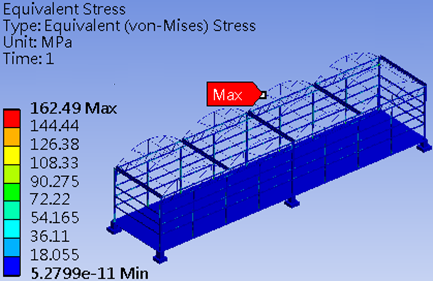 Equivalent Stress
Type: Equivalent (von-Mises) Stress
Unit: MPa
Time: 1
Max
162.49 Max
144.44
126.38
108.33
90.275
72.22
54.165
36.11
18.055
5.2799e-11 Min